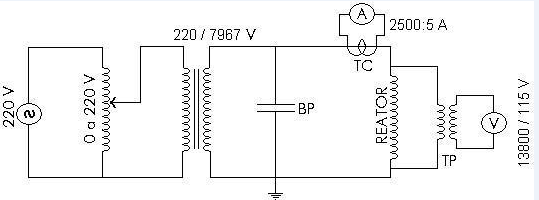 220 V
S
0 a 220 V
220 / 7967 V
BP
A
2500:5 A
TC
REATOR
TP
V
13800 / 115 V